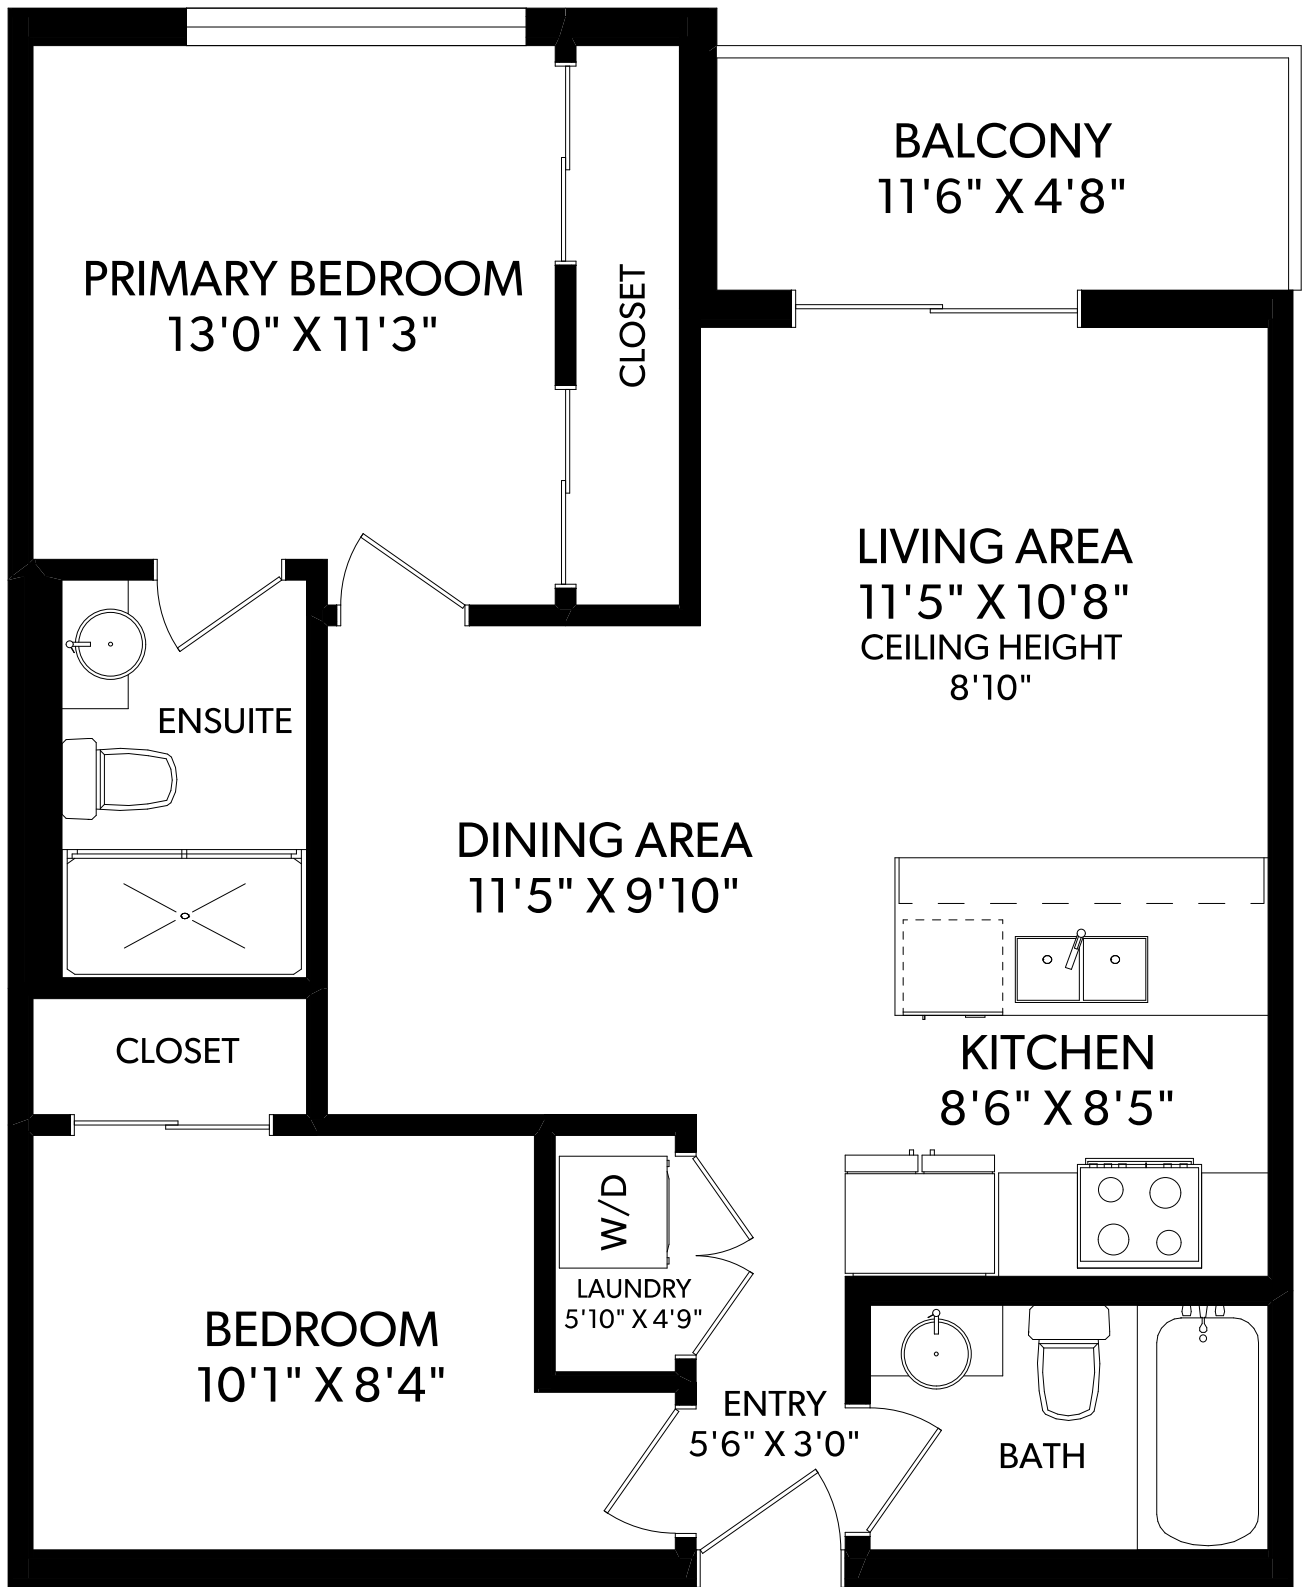 BALCONY
11'6" X 4'8"
PRIMARY BEDROOM
13'0" X 11'3"
CLOSET
LIVING AREA
11'5" X 10'8"
CEILING HEIGHT
8'10"
ENSUITE
DINING AREA
11'5" X 9'10"
CLOSET
KITCHEN
8'6" X 8'5"
W/D
LAUNDRY
5'10" X 4'9"
BEDROOM
10'1" X 8'4"
ENTRY
5'6" X 3'0"
BATH